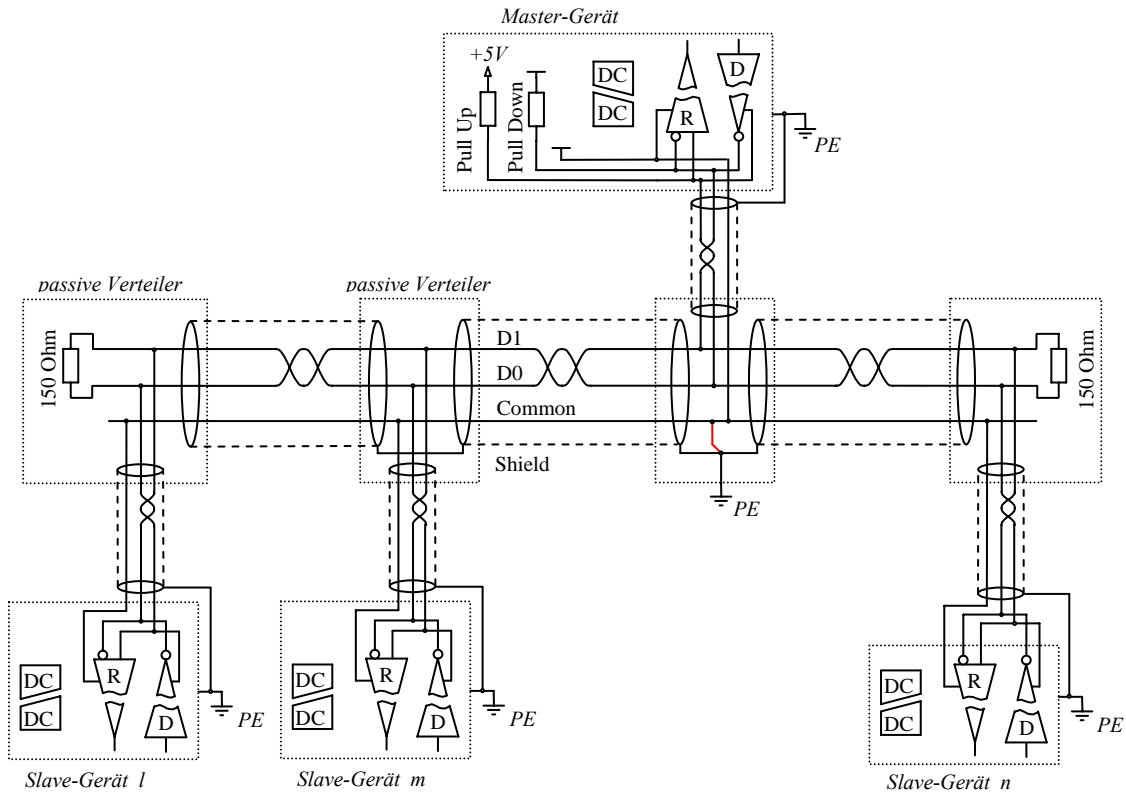 Master-Gerät
+5V
Pull Up
Pull Down
DC
DC
R
D
PE
passive Verteiler
passive Verteiler
150 Ohm
D1
D0
Common
Shield
150 Ohm
PE
R
D
DC
DC
PE
R
D
DC
DC
PE
R
D
DC
DC
PE
Slave-Gerät l
Slave-Gerät m
Slave-Gerät n